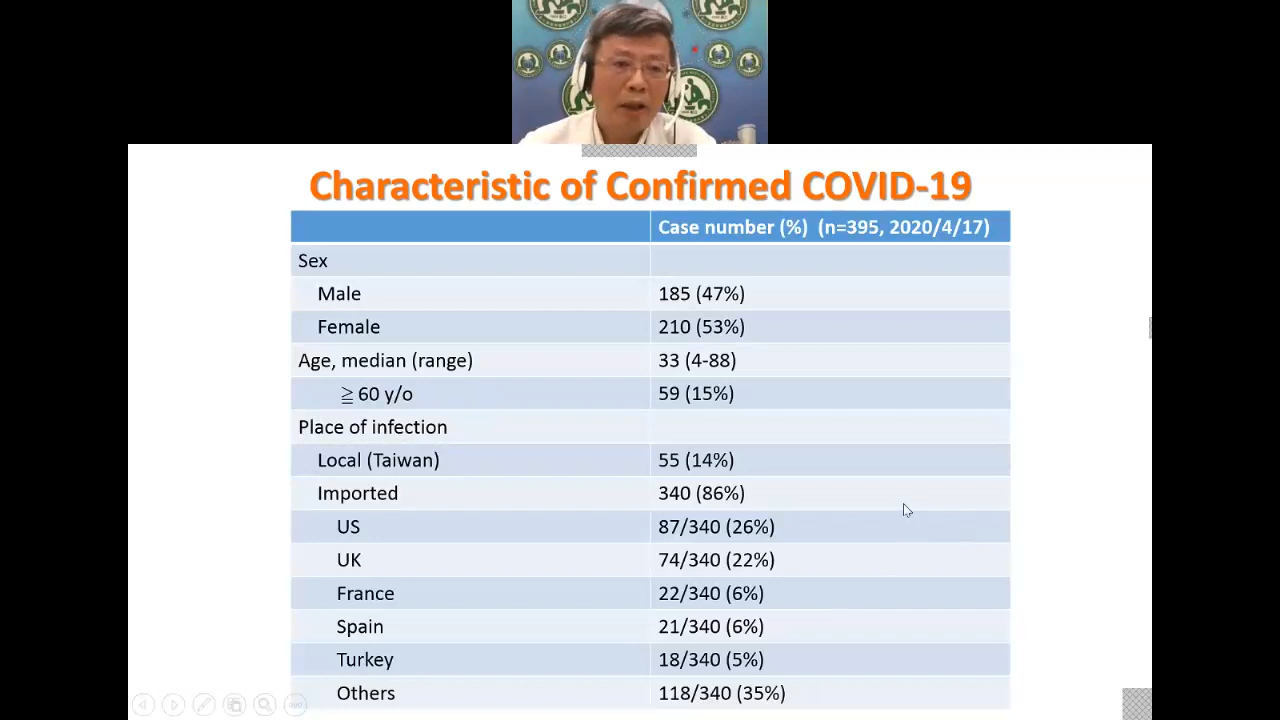 Characteristic of Confirmed COVID-19
Case number (%) (n=395, 2020/4/17)
Sex
Male 185 (47%)
Female 210 (53%)
Age, median (range) 33 (4-88)
≧ 60 y/o 59 (15%)
Place of infection
Local (Taiwan) 55 (14%)
Imported 340 (86%)
US 87/340 (26%)
UK 74/340 (22%)
France 22/340 (6%)
Spain 21/340 (6%)
Turkey 18/340 (5%)
Others 118/340 (35%)